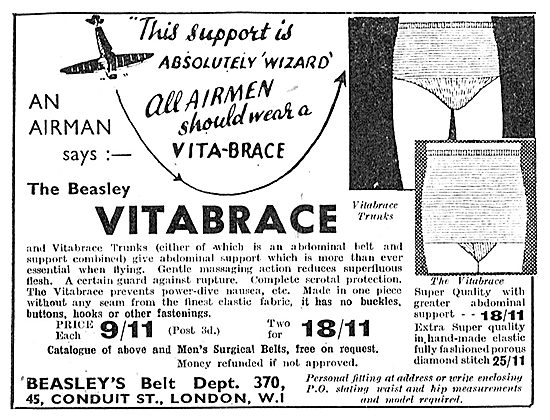 "This support is
ABSOLUTELY 'WIZARD'
All AIRMEN
should wear a
VITA-BRACE
AN
AIRMAN
says :—
The Beasley
VITABRACE
and Vitabrace Trunks (either of which is an abdominal belt and
support combined) give abdominal support which is more than ever
essential when flying. Gentle massaging action reduces superfluous
flesh. A certain guard against rupture. Complete scrotal protection.
The Vitabrace prevents power-dive nausea, etc. Made in one piece
without any seam from the finest elastic fabric, it has no buckles,
buttons, hooks or other fastenings.
PRICE Each 9/11 (Post 3d.) Two for 18/11
Catalogue of above and Men's Surgical Belts, free on request.
Money refunded if not approved.
BEASLEY'S Belt Dept. 370,
45, CONDUIT ST., LONDON, W.1
Vitabrace
Trunks
The Vitabrace
Super Quality with
greater abdominal
support - - 18/11
Extra Super quality
in hand-made elastic
fully fashioned porous
diamond stitch 25/11
Personal fitting at address or write enclosing
P.O. stating waist and hip measurements
and model required.